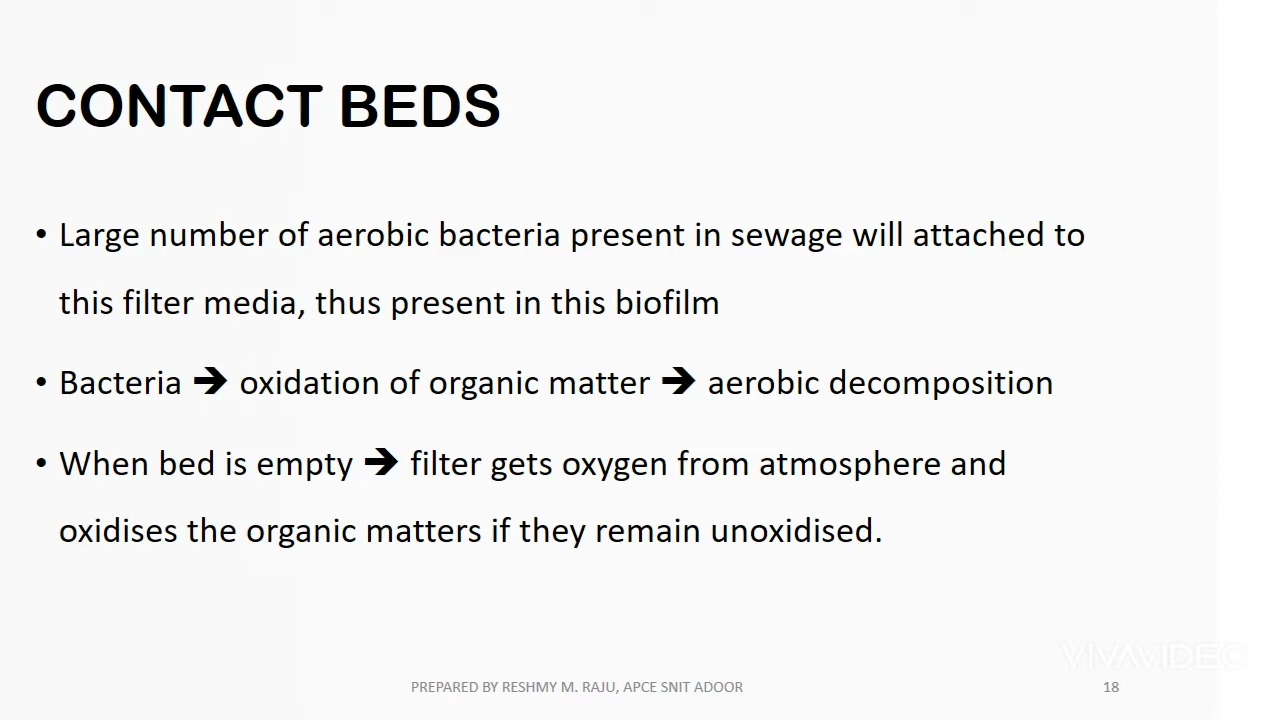 CONTACT BEDS
• Large number of aerobic bacteria present in sewage will attached to
this filter media, thus present in this biofilm
• Bacteria ➔ oxidation of organic matter ➔ aerobic decomposition
• When bed is empty ➔ filter gets oxygen from atmosphere and
oxidises the organic matters if they remain unoxidised.
VIVAVIDEO
PREPARED BY RESHMY M. RAJU, APCE SNIT ADOOR
18